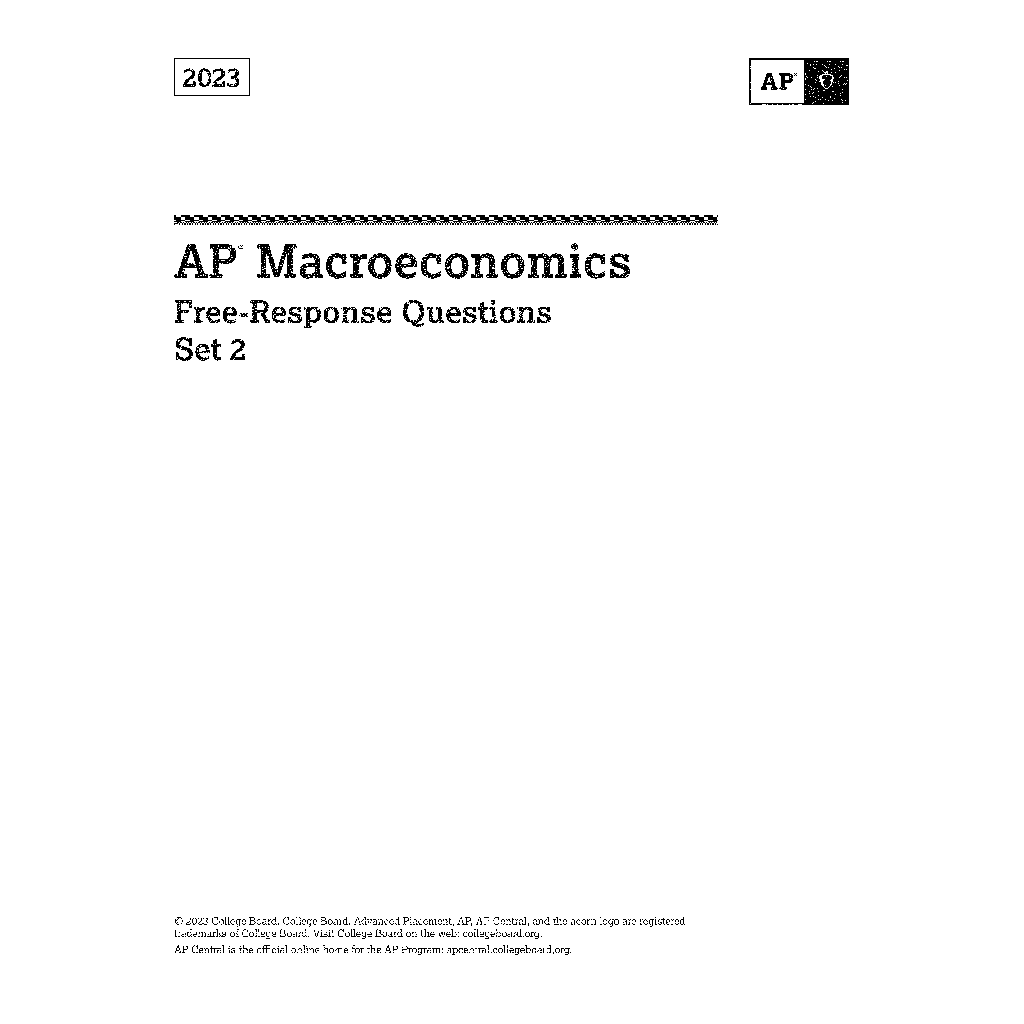 2023
AP®
AP® Macroeconomics
Free-Response Questions
Set 2
© 2023 College Board. College Board, Advanced Placement, AP, AP Central, and the acorn logo are registered
trademarks of College Board. Visit College Board on the web: collegeboard.org.
AP Central is the official online home for the AP Program: apcentral.collegeboard.org.